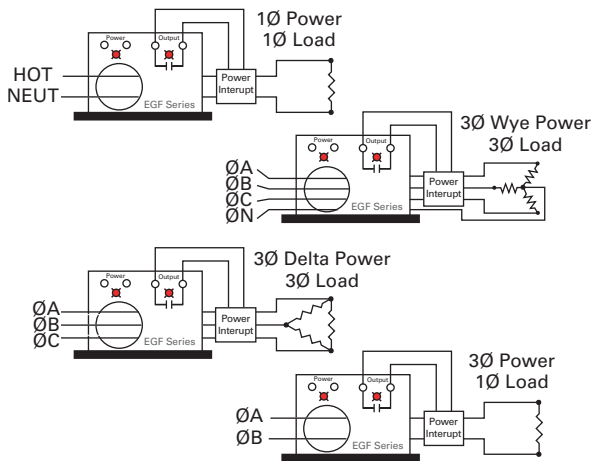 1Ø Power
1Ø Load
Power
Output
HOT
NEUT
Power
Interupt
EGF Series
3Ø Wye Power
3Ø Load
Power
Output
ØA
ØB
ØC
ØN
Power
Interupt
EGF Series
3Ø Delta Power
3Ø Load
Power
Output
ØA
ØB
ØC
Power
Interupt
EGF Series
3Ø Power
1Ø Load
Power
Output
ØA
ØB
Power
Interupt
EGF Series